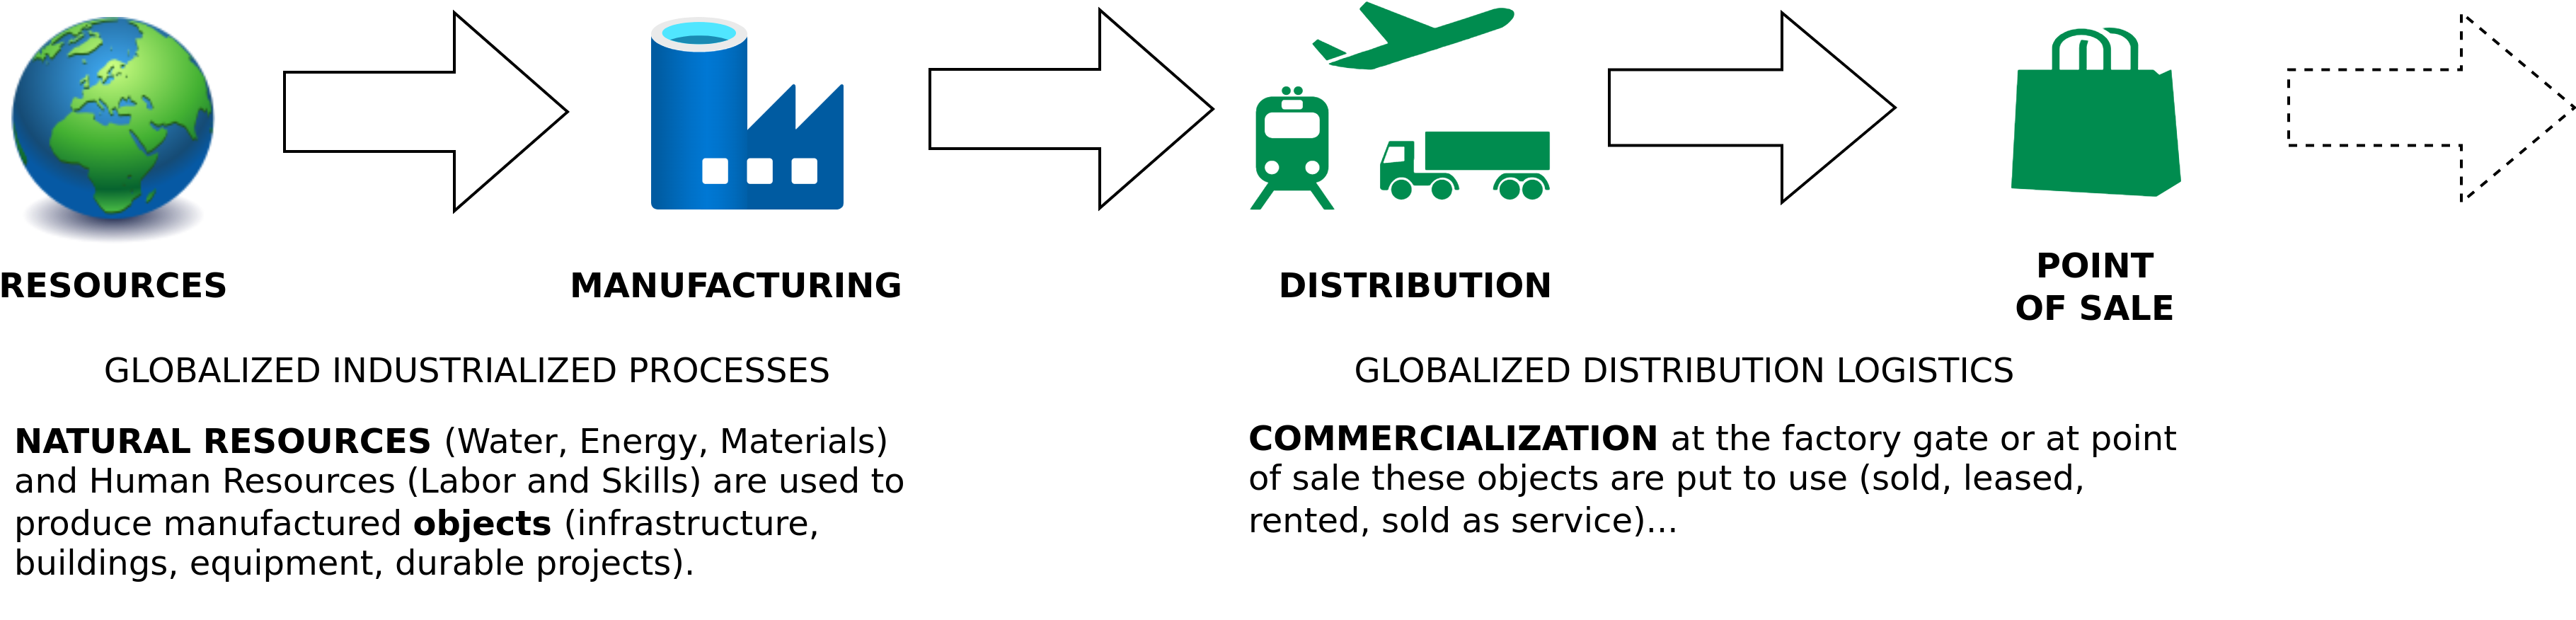 RESOURCES
MANUFACTURING
DISTRIBUTION
POINT
OF SALE
GLOBALIZED INDUSTRIALIZED PROCESSES
GLOBALIZED DISTRIBUTION LOGISTICS
NATURAL RESOURCES (Water, Energy, Materials)
and Human Resources (Labor and Skills) are used to
produce manufactured objects (infrastructure,
buildings, equipment, durable projects).
COMMERCIALIZATION at the factory gate or at point
of sale these objects are put to use (sold, leased,
rented, sold as service)...